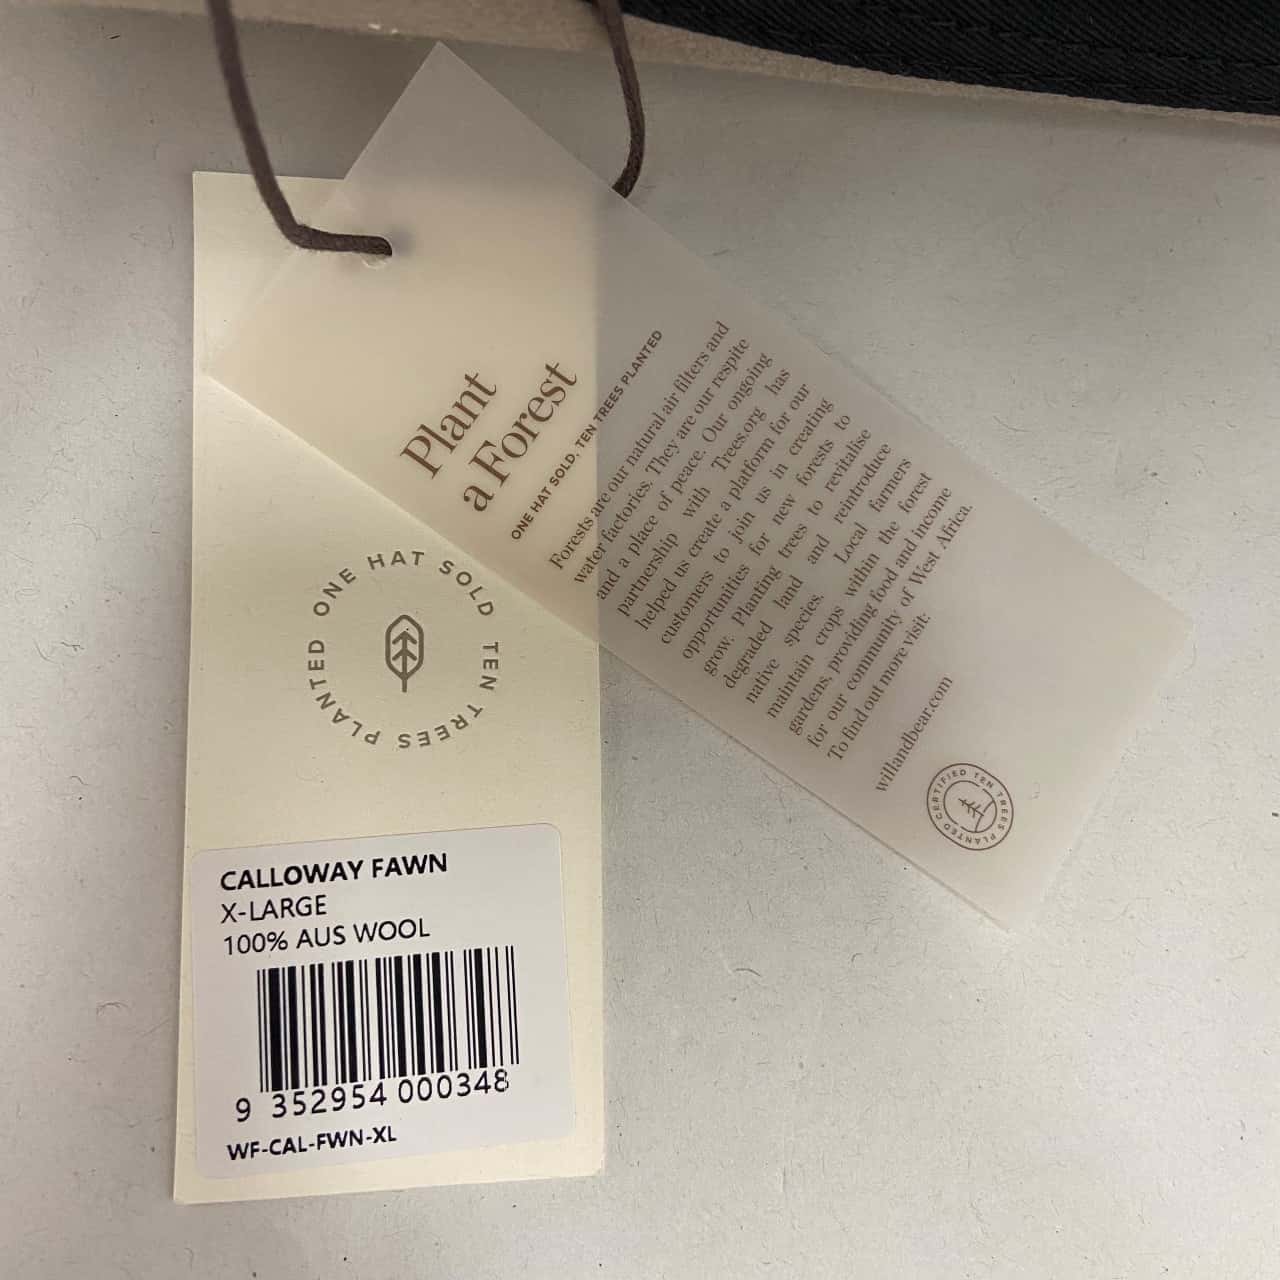 Plant
a Forest
ONE HAT SOLD, TEN TREES PLANTED
Forests are our natural air filters and
water factories. They are our respite
and a place of peace. Our ongoing
partnership with Trees.org has
helped us create a platform for our
customers to join us in creating
opportunities for new forests to
grow. Planting trees to revitalise
degraded land and reintroduce
native species. Local farmers
maintain crops within the forest
gardens, providing food and income
for our community of West Africa.
To find out more visit:
willandbear.com
CERTIFIED TEN TREES PLANTED
ONE HAT SOLD TEN TREES PLANTED
CALLOWAY FAWN
X-LARGE
100% AUS WOOL
9 352954 000348
WF-CAL-FWN-XL